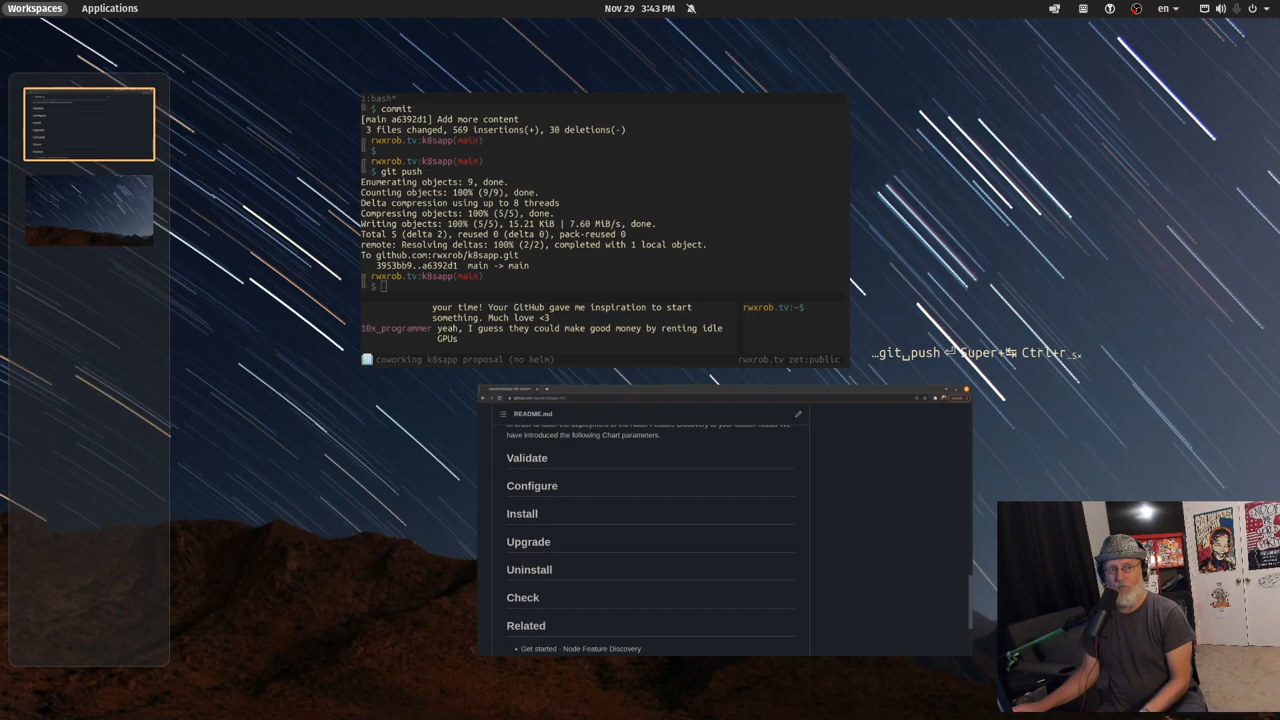 Workspaces Applications Nov 29 3:43 PM en
1:bash*
$ commit
[main a6392d1] Add more content
3 files changed, 569 insertions(+), 30 deletions(-)
rwxrob.tv:k8sapp(main)
$
rwxrob.tv:k8sapp(main)
$ git push
Enumerating objects: 9, done.
Counting objects: 100% (9/9), done.
Delta compression using up to 8 threads
Compressing objects: 100% (5/5), done.
Writing objects: 100% (5/5), 15.21 KiB | 7.60 MiB/s, done.
Total 5 (delta 2), reused 0 (delta 0), pack-reused 0
remote: Resolving deltas: 100% (2/2), completed with 1 local object.
To github.com:rwxrob/k8sapp.git
3953bb9..a6392d1 main -> main
rwxrob.tv:k8sapp(main)
$
your time! Your GitHub gave me inspiration to start
something. Much love <3
10x_programmer yeah, I guess they could make good money by renting idle
GPUs
rwxrob.tv:~$
coworking k8sapp proposal (no helm) rwxrob.tv zet:public
…git␣push ⏎ Super+↹ Ctrl+r₅ₓ
README.md
have introduced the following Chart parameters.
Validate
Configure
Install
Upgrade
Uninstall
Check
Related
• Get started · Node Feature Discovery